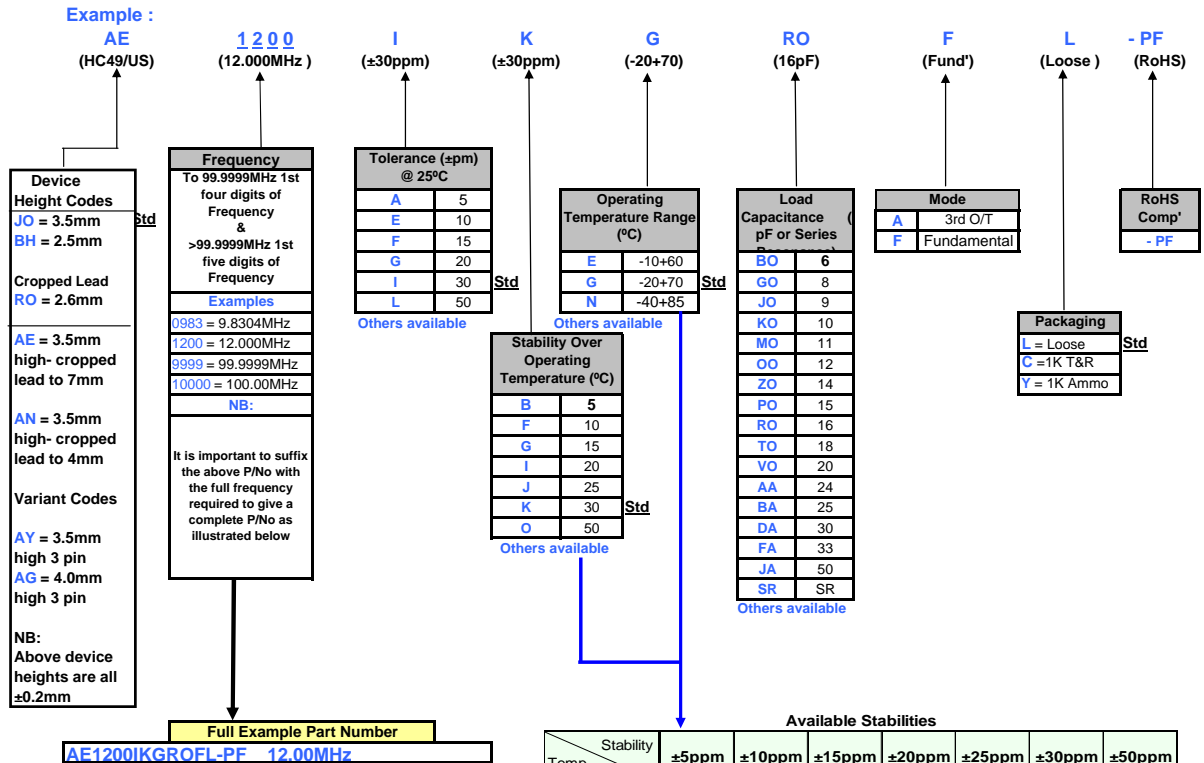 Example :
AE 1 2 0 0 I K G RO F L - PF
(HC49/US) (12.000MHz ) (±30ppm) (±30ppm) (-20+70) (16pF) (Fund') (Loose ) (RoHS)
Device
Height Codes
JO = 3.5mm Std
BH = 2.5mm
Cropped Lead
RO = 2.6mm
AE = 3.5mm
high- cropped
lead to 7mm
AN = 3.5mm
high- cropped
lead to 4mm
Variant Codes
AY = 3.5mm
high 3 pin
AG = 4.0mm
high 3 pin
NB:
Above device
heights are all
±0.2mm
Frequency
To 99.9999MHz 1st
four digits of
Frequency
&
>99.9999MHz 1st
five digits of
Frequency
Examples
0983 = 9.8304MHz
1200 = 12.000MHz
9999 = 99.9999MHz
10000 = 100.00MHz
NB:
It is important to suffix
the above P/No with
the full frequency
required to give a
complete P/No as
illustrated below
Tolerance (±pm)
@ 25ºC
A 5
E 10
F 15
G 20
I 30 Std
L 50
Others available
Stability Over
Operating
Temperature (ºC)
B 5
F 10
G 15
I 20
J 25
K 30 Std
O 50
Others available
Operating
Temperature Range
(ºC)
E -10+60
G -20+70 Std
N -40+85
Others available
Load
Capacitance (
pF or Series
Resonance)
BO 6
GO 8
JO 9
KO 10
MO 11
OO 12
ZO 14
PO 15
RO 16
TO 18
VO 20
AA 24
BA 25
DA 30
FA 33
JA 50
SR SR
Others available
Mode
A 3rd O/T
F Fundamental
Packaging
L = Loose Std
C =1K T&R
Y = 1K Ammo
RoHS
Comp'
- PF
Full Example Part Number
AE1200IKGROFL-PF 12.00MHz
Available Stabilities
Stability
Temp ±5ppm ±10ppm ±15ppm ±20ppm ±25ppm ±30ppm ±50ppm